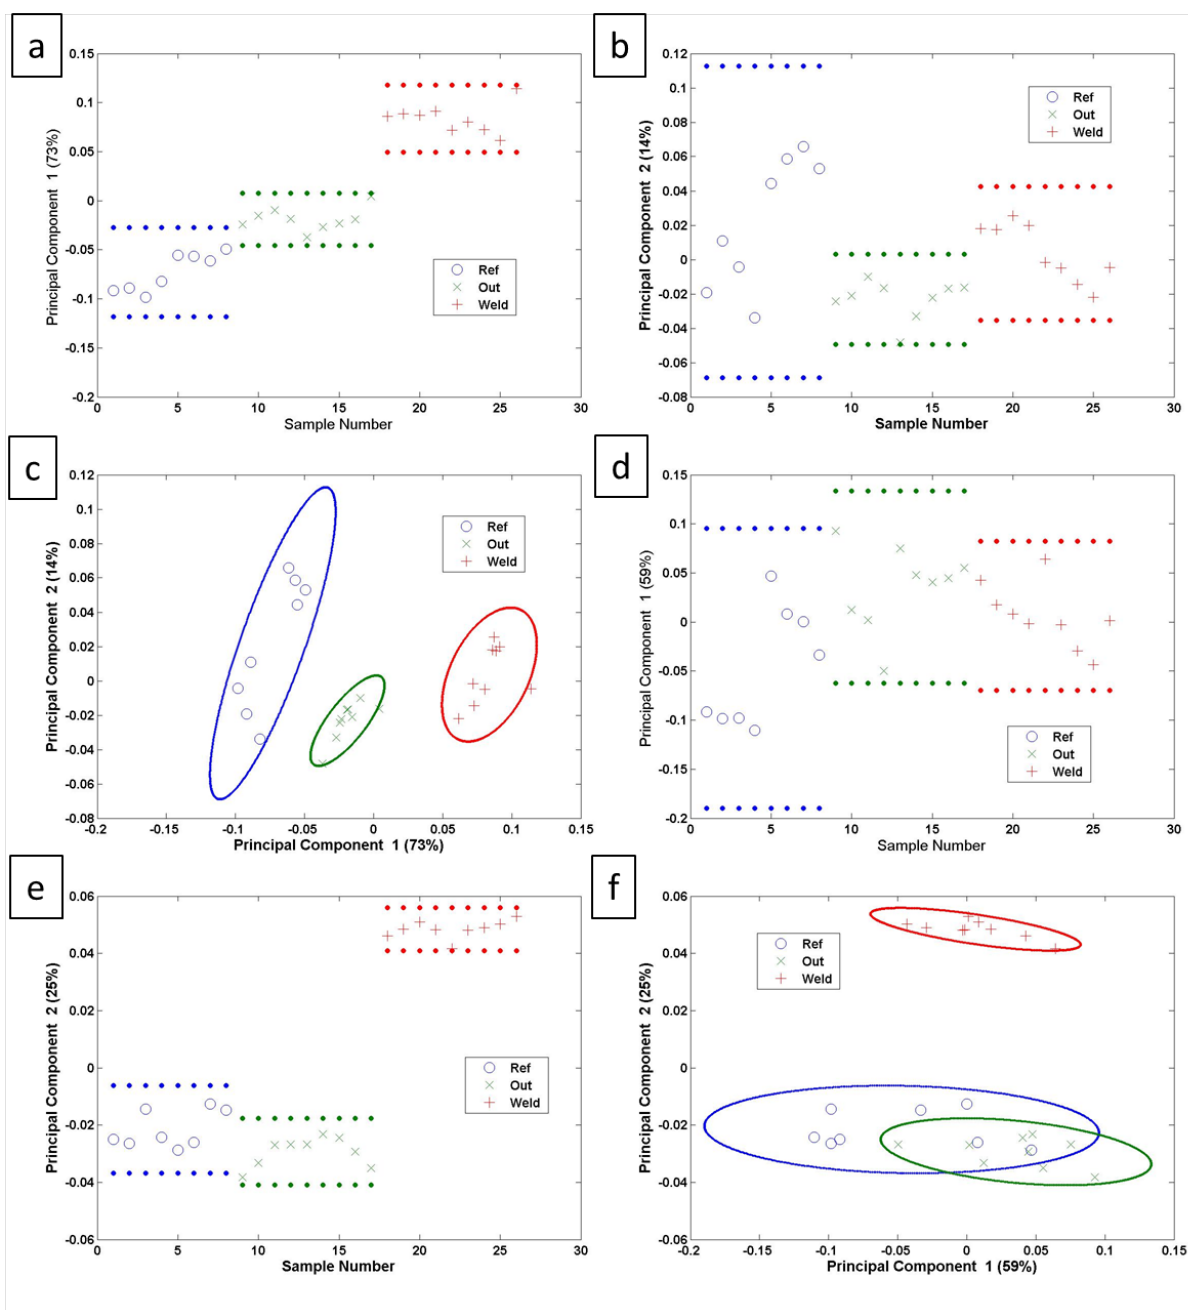 a
0.15
0.1
0.05
0
-0.05
-0.1
-0.15
-0.2
Principal Component 1 (73%)
Ref
Out
Weld
0 5 10 15 20 25 30
Sample Number
b
0.12
0.1
0.08
0.06
0.04
0.02
0
-0.02
-0.04
-0.06
-0.08
Principal Component 2 (14%)
Ref
Out
Weld
0 5 10 15 20 25 30
Sample Number
c
0.12
0.1
0.08
0.06
0.04
0.02
0
-0.02
-0.04
-0.06
-0.08
Principal Component 2 (14%)
Ref
Out
Weld
-0.2 -0.15 -0.1 -0.05 0 0.05 0.1 0.15
Principal Component 1 (73%)
d
0.15
0.1
0.05
0
-0.05
-0.1
-0.15
-0.2
Principal Component 1 (59%)
Ref
Out
Weld
0 5 10 15 20 25 30
Sample Number
e
0.06
0.04
0.02
0
-0.02
-0.04
-0.06
Principal Component 2 (25%)
Ref
Out
Weld
0 5 10 15 20 25 30
Sample Number
f
0.06
0.04
0.02
0
-0.02
-0.04
-0.06
Principal Component 2 (25%)
Ref
Out
Weld
-0.2 -0.15 -0.1 -0.05 0 0.05 0.1 0.15
Principal Component 1 (59%)